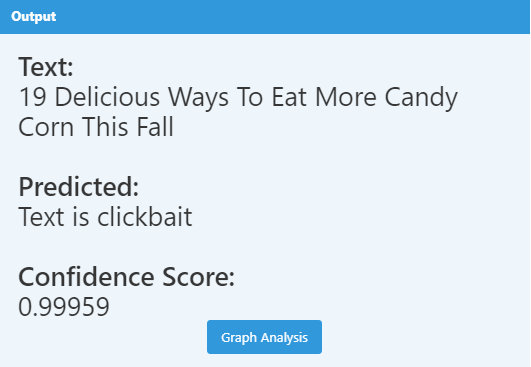 Output
Text:
19 Delicious Ways To Eat More Candy
Corn This Fall
Predicted:
Text is clickbait
Confidence Score:
0.99959
Graph Analysis